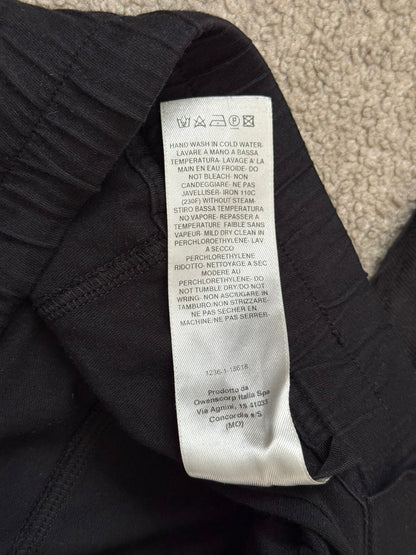 HAND WASH IN COLD WATER-
LAVARE A MANO A BASSA
TEMPERATURA- LAVAGE A LA
MAIN EN EAU FROIDE- DO
NOT BLEACH- NON
CANDEGGIARE- NE PAS
JAVELLISER- IRON 110C
(230F) WITHOUT STEAM-
STIRO BASSA TEMPERATURA
NO VAPORE- REPASSER A
TEMPERATURE FAIBLE SANS
VAPEUR- MILD DRY CLEAN IN
PERCHLOROETHYLENE- LAV
A SECCO
PERCHLOROETHYLENE
RIDOTTO- NETTOYAGE A SEC
MODERE AU
PERCHLOROETHYLENE- DO
NOT TUMBLE DRY/DO NOT
WRING- NON ASCIUGARE IN
TAMBURO/NON STRIZZARE-
NE PAS SECHER EN
MACHINE/NE PAS SERRER-
1236-1-18618
Prodotto da
Owenscorp Italia Spa
Via Agnini, 15 41033
Concordia s/S
(MO)